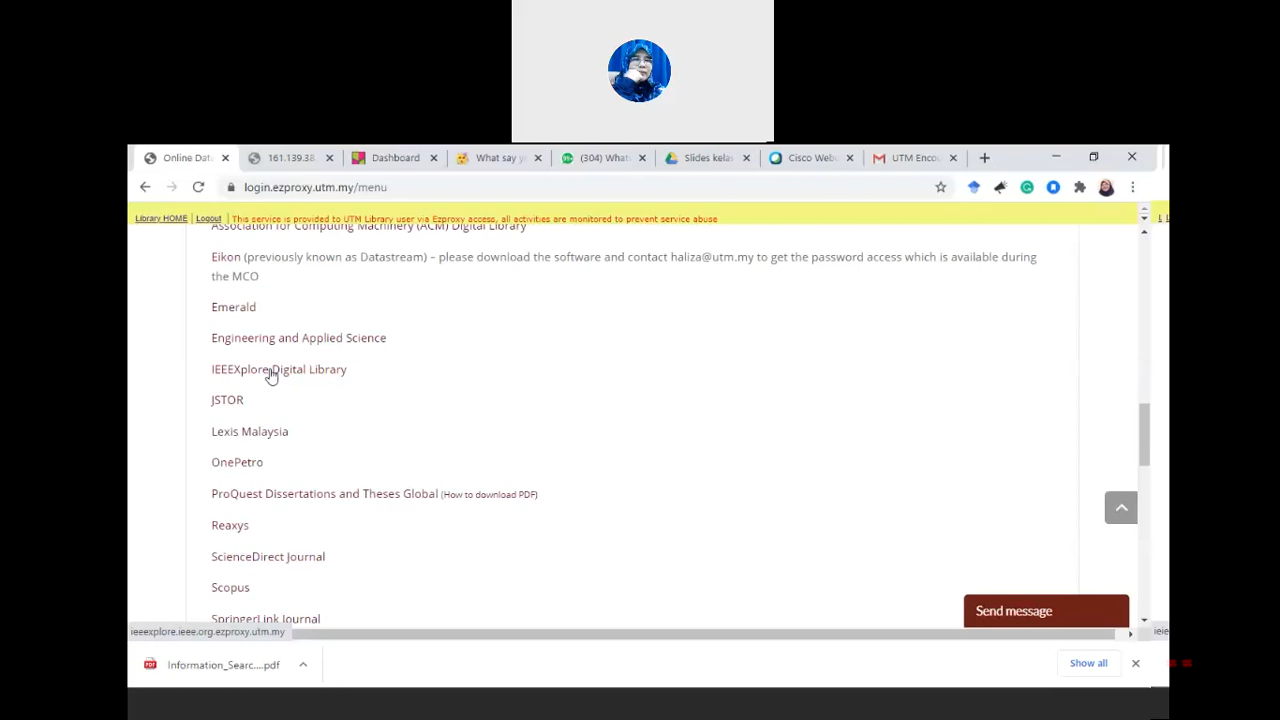 Online Data
161.139.38.
Dashboard
What say y
(304) Whats
Slides kelas
Cisco Web
UTM Enco
login.ezproxy.utm.my/menu
Library HOME | Logout | This service is provided to UTM Library user via Ezproxy access, all activities are monitored to prevent service abuse
Association for Computing Machinery (ACM) Digital Library
Eikon (previously known as Datastream) – please download the software and contact haliza@utm.my to get the password access which is available during
the MCO
Emerald
Engineering and Applied Science
IEEEXplore Digital Library
JSTOR
Lexis Malaysia
OnePetro
ProQuest Dissertations and Theses Global (How to download PDF)
Reaxys
ScienceDirect Journal
Scopus
SpringerLink Journal
Send message
ieeexplore.ieee.org.ezproxy.utm.my
PDF
Information_Searc....pdf
Show all